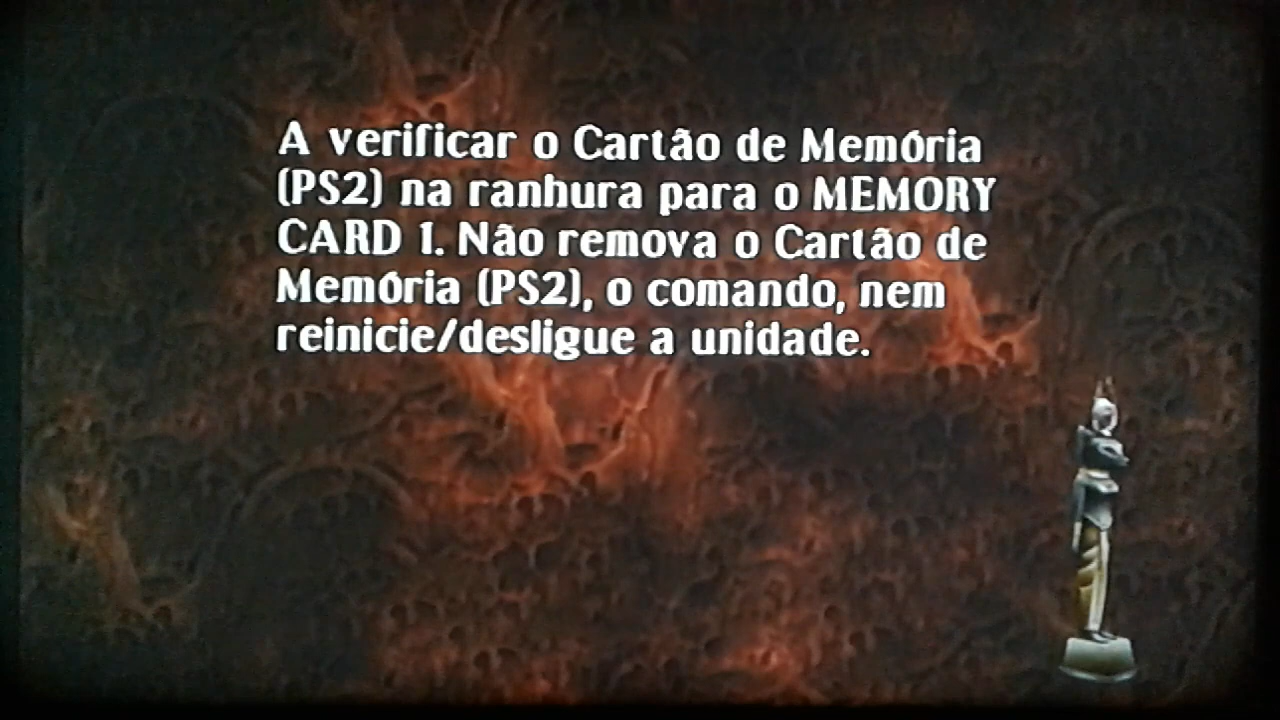 A verificar o Cartão de Memória
(PS2) na ranhura para o MEMORY
CARD 1. Não remova o Cartão de
Memória (PS2), o comando, nem
reinicie/desligue a unidade.